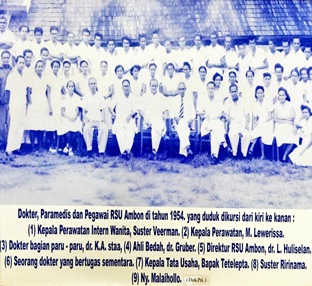 Dokter, Paramedis dan Pegawai RSU Ambon di tahun 1954. yang duduk dikursi dari kiri ke kanan :
(1) Kepala Perawatan Intern Wanita, Suster Veerman. (2) Kepala Perawatan, M. Lewerissa.
(3) Dokter bagian paru - paru, dr. K.A. staa, (4) Ahli Bedah, dr. Gruber. (5) Direktur RSU Ambon, dr. L. Huliselan.
(6) Seorang dokter yang bertugas sementara. (7) Kepala Tata Usaha, Bapak Tetelepta. (8) Suster Ririnama.
(9) Ny. Malaihollo.